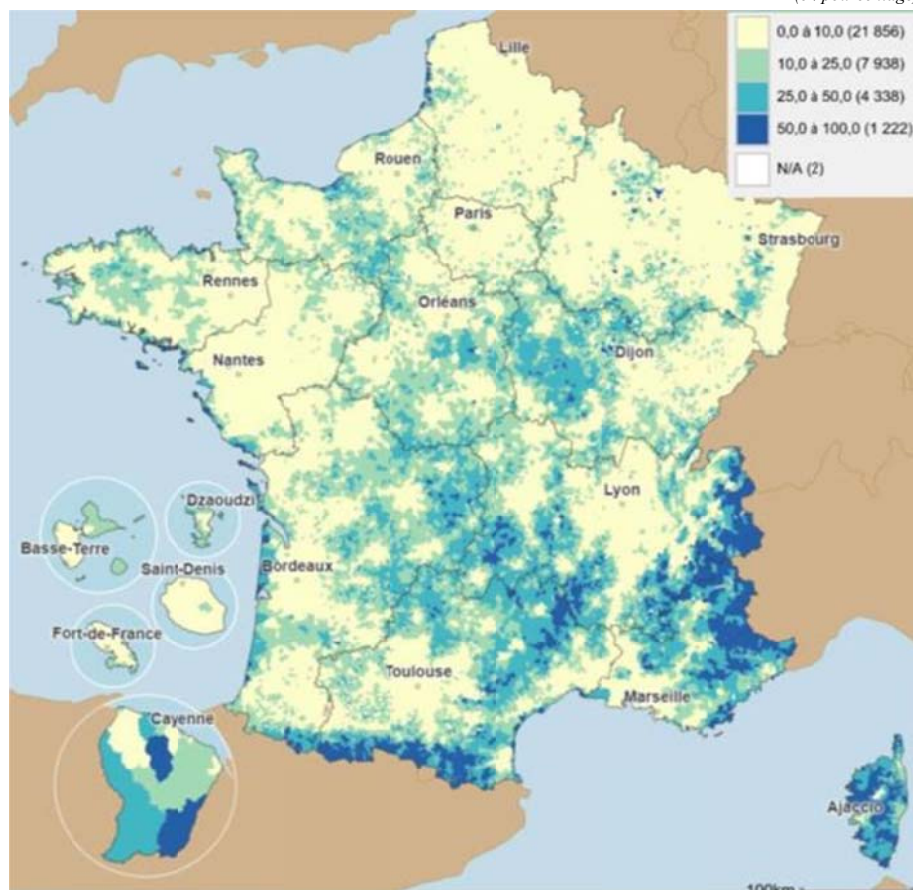 0,0 à 10,0 (21 856)
10,0 à 25,0 (7 938)
25,0 à 50,0 (4 338)
50,0 à 100,0 (1 222)
N/A (2)
Lille
Rouen
Paris
Strasbourg
Rennes
Orléans
Nantes
Dijon
Lyon
Dzaoudzi
Basse-Terre
Saint-Denis
Bordeaux
Fort-de-France
Toulouse
Marseille
Cayenne
Ajaccio
100km